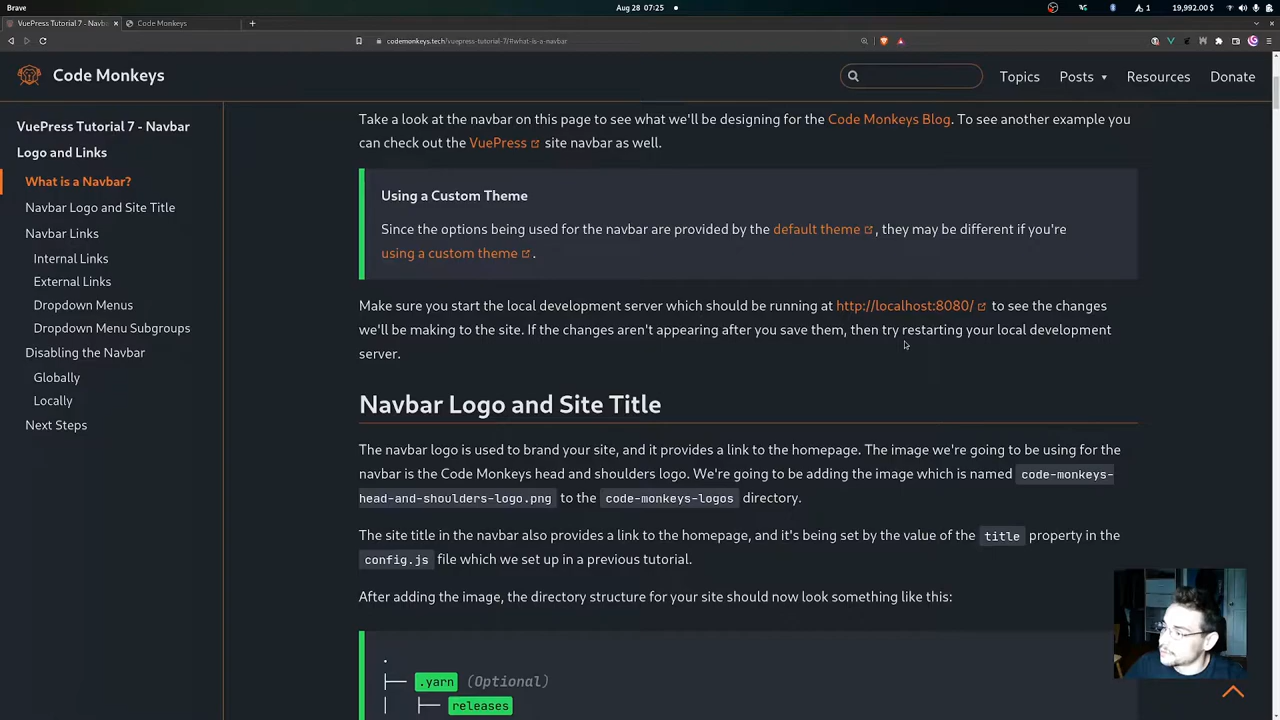 Brave
Aug 28 07:25
1
19,992.00 $
VuePress Tutorial 7 - Navba
Code Monkeys
codemonkeys.tech/vuepress-tutorial-7/#what-is-a-navbar
Code Monkeys
Topics
Posts
Resources
Donate
VuePress Tutorial 7 - Navbar
Logo and Links
What is a Navbar?
Navbar Logo and Site Title
Navbar Links
Internal Links
External Links
Dropdown Menus
Dropdown Menu Subgroups
Disabling the Navbar
Globally
Locally
Next Steps
Take a look at the navbar on this page to see what we'll be designing for the Code Monkeys Blog. To see another example you
can check out the VuePress site navbar as well.
Using a Custom Theme
Since the options being used for the navbar are provided by the default theme , they may be different if you're
using a custom theme .
Make sure you start the local development server which should be running at http://localhost:8080/ to see the changes
we'll be making to the site. If the changes aren't appearing after you save them, then try restarting your local development
server.
Navbar Logo and Site Title
The navbar logo is used to brand your site, and it provides a link to the homepage. The image we're going to be using for the
navbar is the Code Monkeys head and shoulders logo. We're going to be adding the image which is named code-monkeys-
head-and-shoulders-logo.png to the code-monkeys-logos directory.
The site title in the navbar also provides a link to the homepage, and it's being set by the value of the title property in the
config.js file which we set up in a previous tutorial.
After adding the image, the directory structure for your site should now look something like this:
.
├── .yarn (Optional)
│ ├── releases